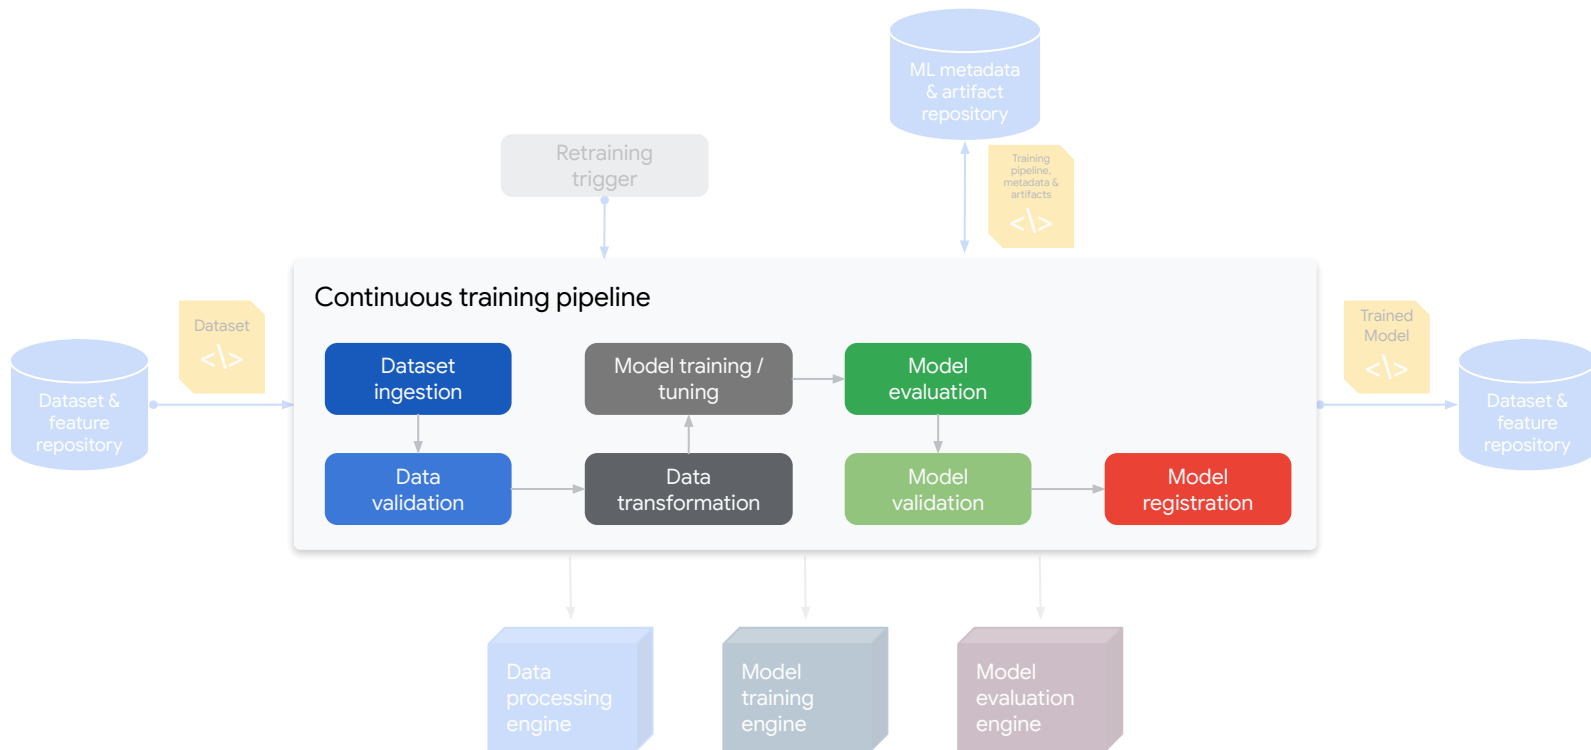 ML metadata
& artifact
repository
Retraining
trigger
Training
pipeline,
metadata &
artifacts
</>
Continuous training pipeline
Dataset
</>
Trained
Model
</>
Dataset &
feature
repository
Dataset
ingestion
Model training /
tuning
Model
evaluation
Dataset &
feature
repository
Data
validation
Data
transformation
Model
validation
Model
registration
Data
processing
engine
Model
training
engine
Model
evaluation
engine